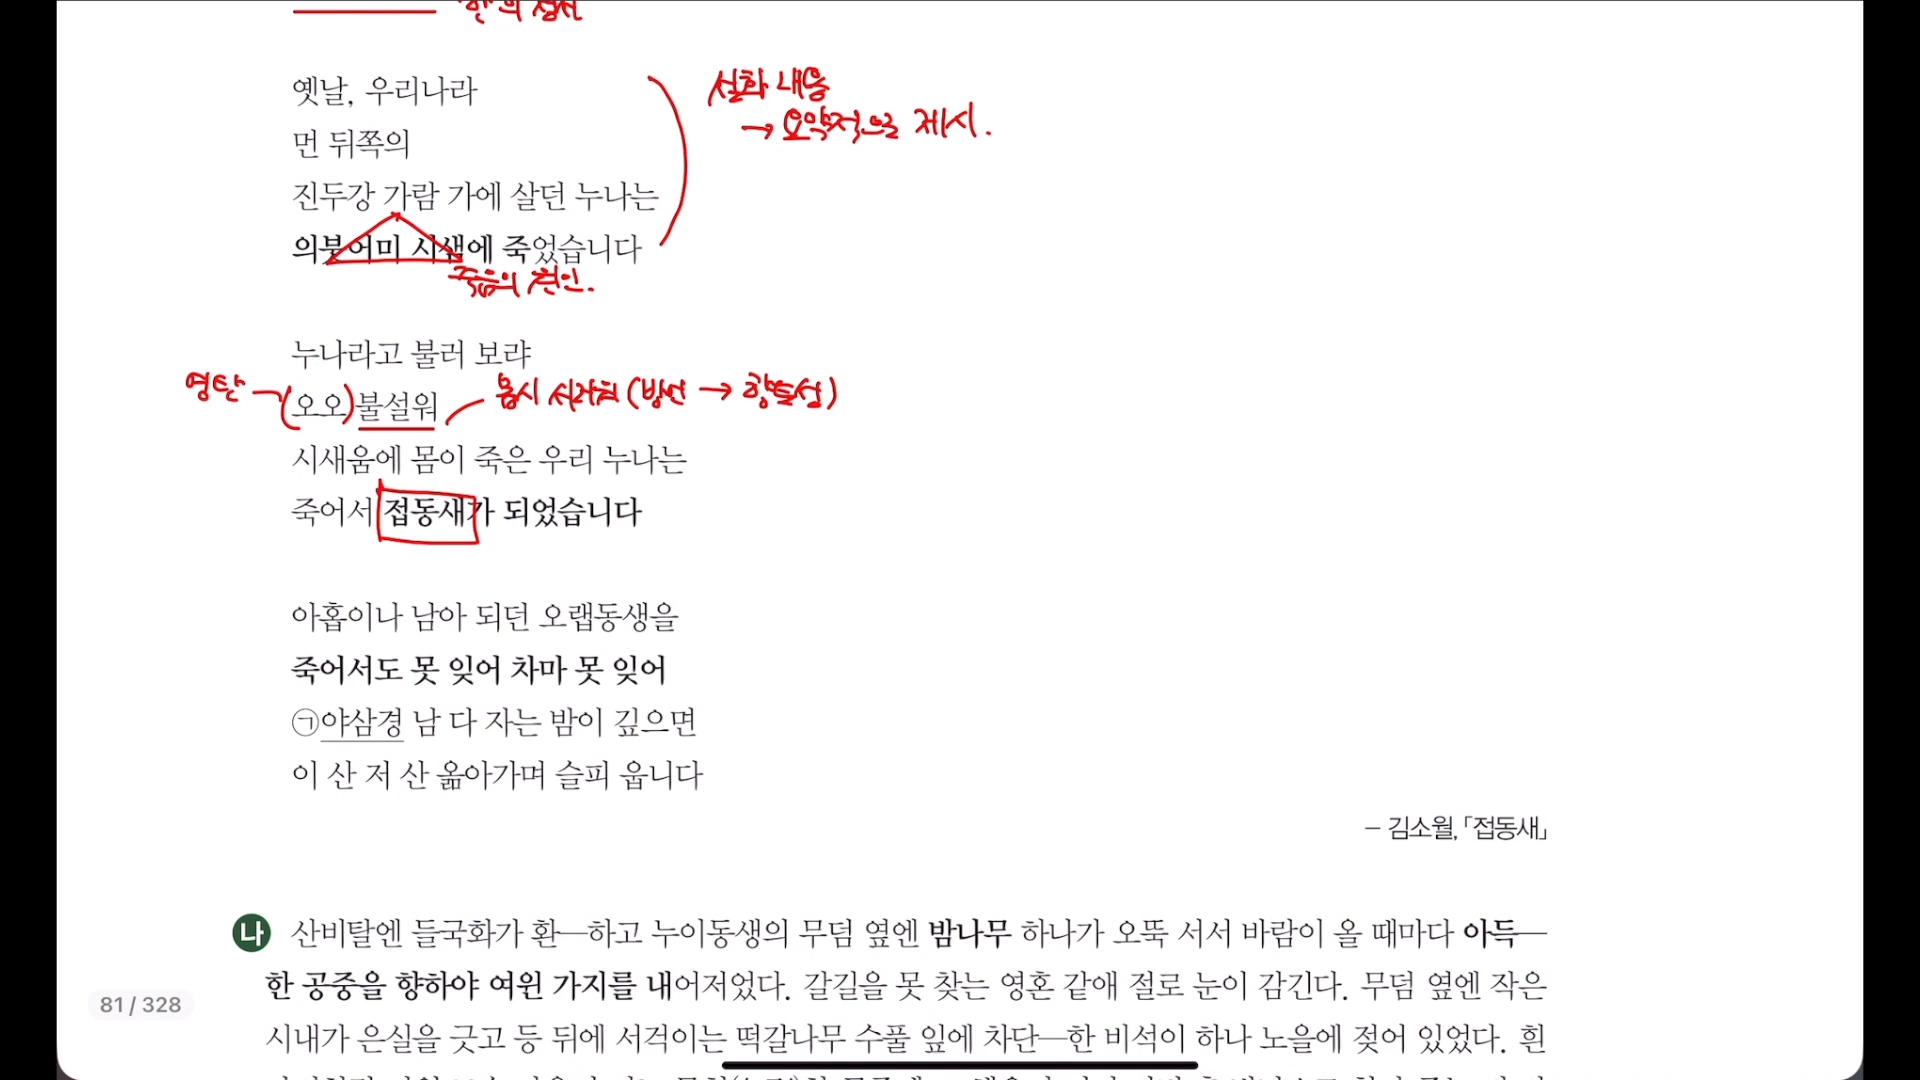 '한'의 정서
옛날, 우리나라
먼 뒤쪽의
진두강 가람 가에 살던 누나는
의붓어미 시샘에 죽었습니다
설화 내용
→ 요약적으로 제시.
죽음의 원인.
누나라고 불러 보랴
영탄
오오 불설워
몹시 서러워 (방언 → 향토성)
시새움에 몸이 죽은 우리 누나는
죽어서 접동새가 되었습니다
아홉이나 남아 되던 오랩동생을
죽어서도 못 잊어 차마 못 잊어
㉠야삼경 남 다 자는 밤이 깊으면
이 산 저 산 옮아가며 슬피 웁니다
– 김소월, 「접동새」
나 산비탈엔 들국화가 환―하고 누이동생의 무덤 옆엔 밤나무 하나가 오뚝 서서 바람이 올 때마다 아득―
한 공중을 향하야 여윈 가지를 내어저었다. 갈길을 못 찾는 영혼 같애 절로 눈이 감긴다. 무덤 옆엔 작은
시내가 은실을 긋고 등 뒤에 서걱이는 떡갈나무 수풀 잎에 차단―한 비석이 하나 노을에 젖어 있었다. 흰
81 / 328